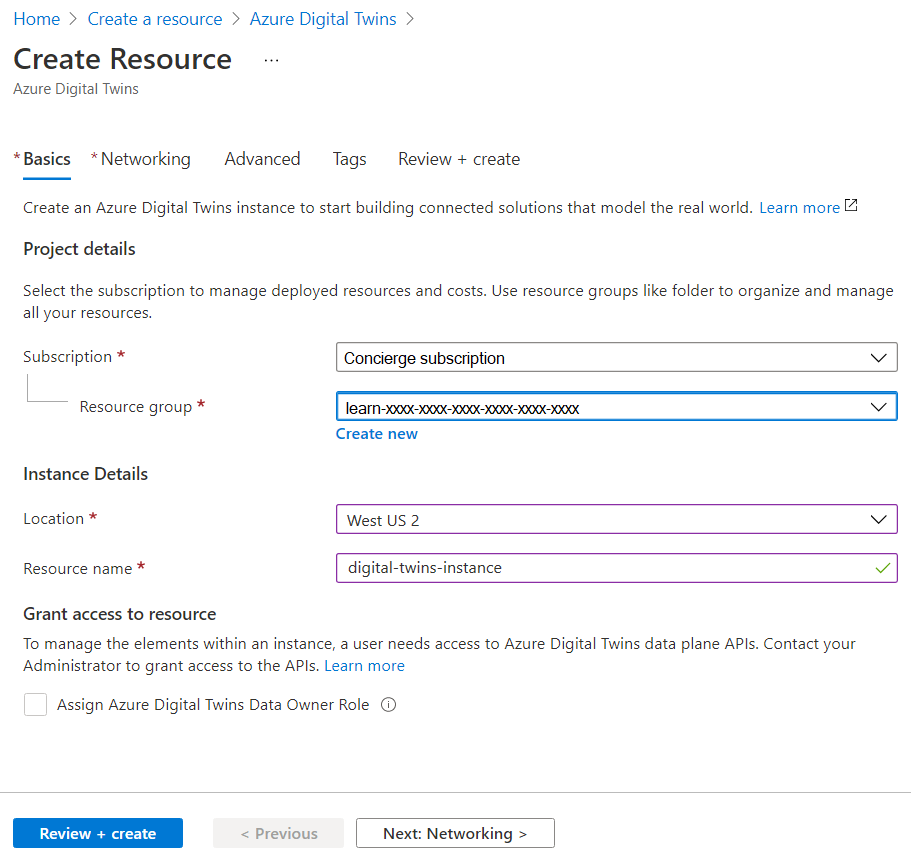 Home > Create a resource > Azure Digital Twins >
Create Resource ...
Azure Digital Twins
* Basics * Networking Advanced Tags Review + create
Create an Azure Digital Twins instance to start building connected solutions that model the real world. Learn more
Project details
Select the subscription to manage deployed resources and costs. Use resource groups like folder to organize and manage
all your resources.
Subscription * Concierge subscription
Resource group * learn-xxxx-xxxx-xxxx-xxxx-xxxx-xxxx
Create new
Instance Details
Location * West US 2
Resource name * digital-twins-instance
Grant access to resource
To manage the elements within an instance, a user needs access to Azure Digital Twins data plane APIs. Contact your
Administrator to grant access to the APIs. Learn more
Assign Azure Digital Twins Data Owner Role
Review + create < Previous Next: Networking >